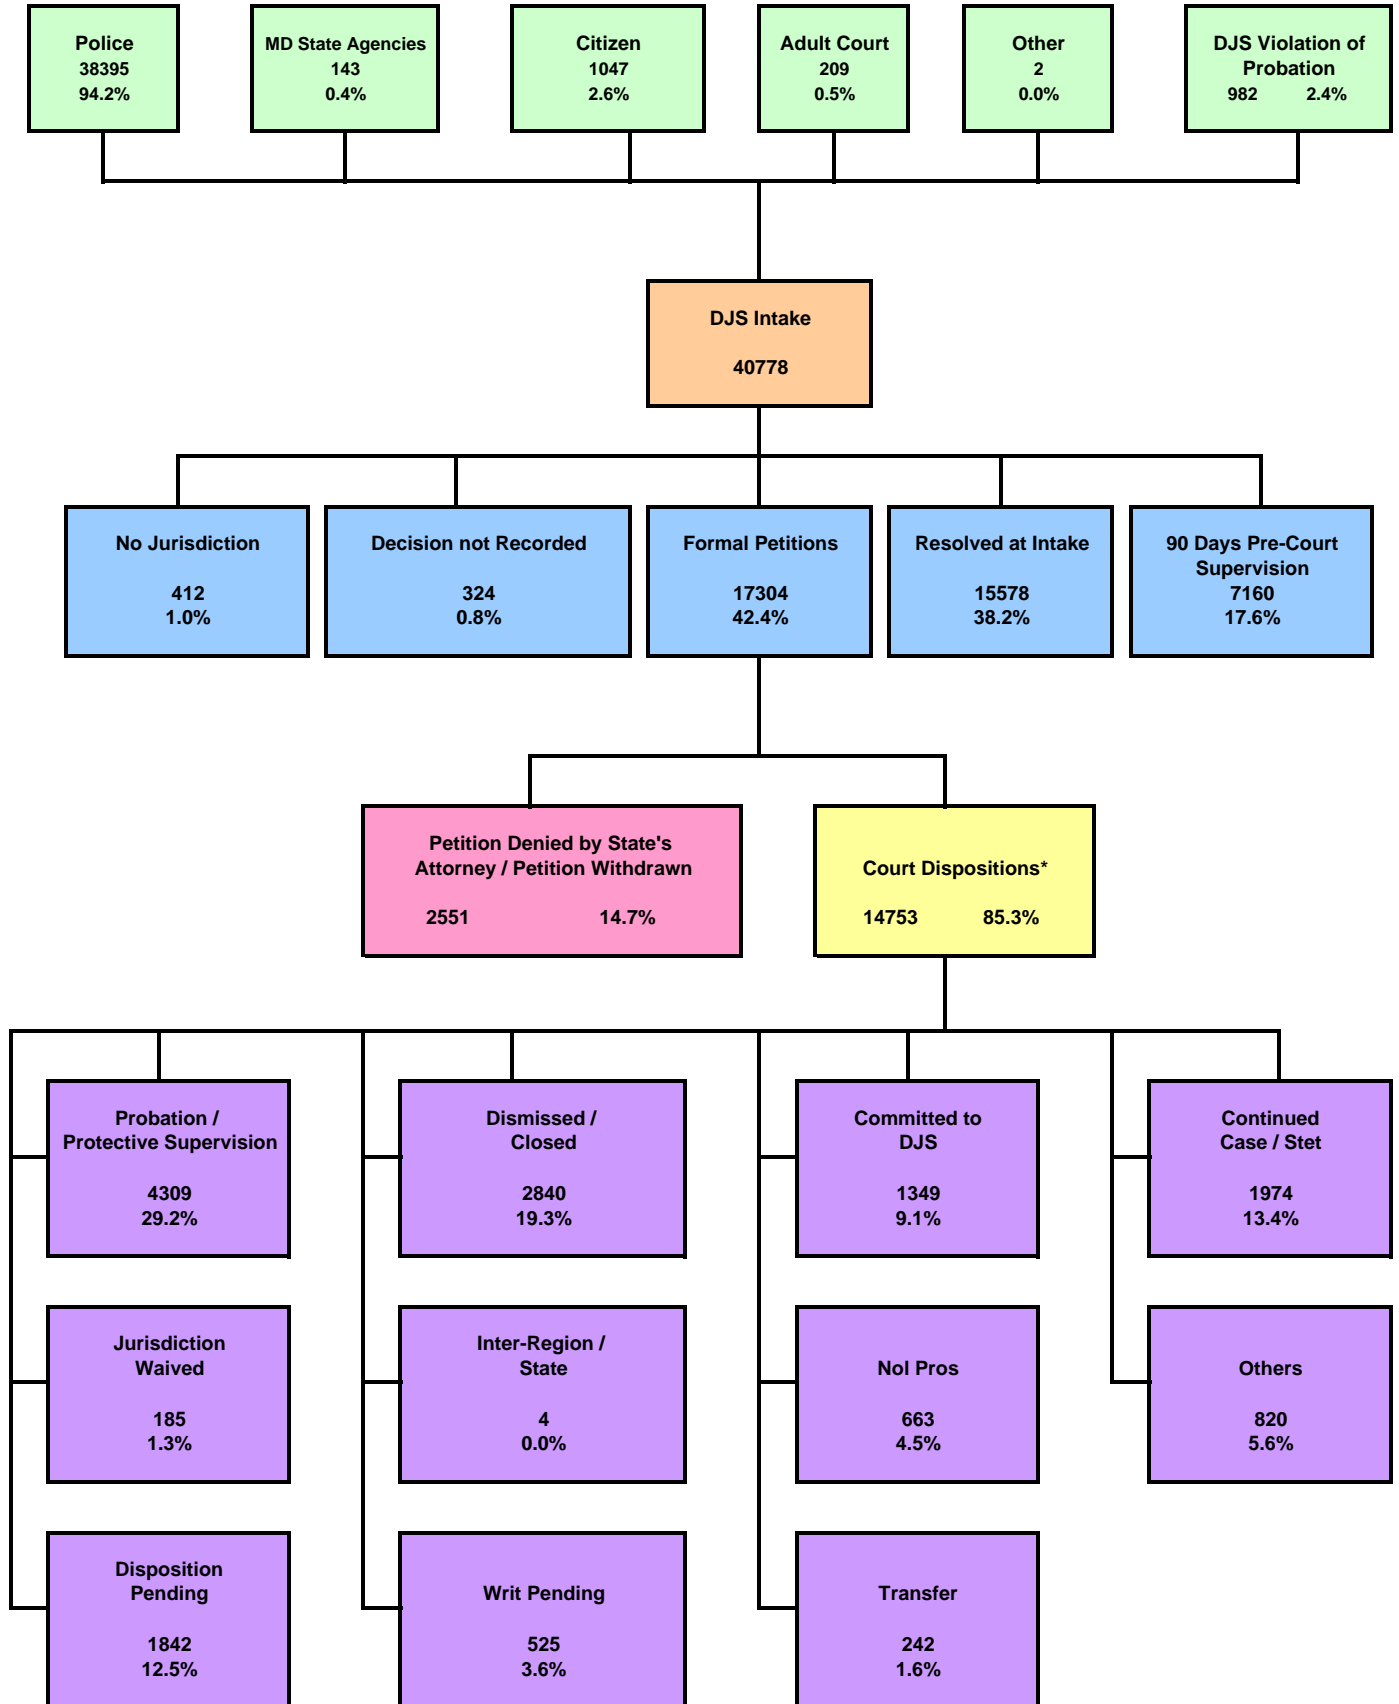 Police
38395
94.2%
MD State Agencies
143
0.4%
Citizen
1047
2.6%
Adult Court
209
0.5%
Other
2
0.0%
DJS Violation of
Probation
982 2.4%
DJS Intake
40778
No Jurisdiction
412
1.0%
Decision not Recorded
324
0.8%
Formal Petitions
17304
42.4%
Resolved at Intake
15578
38.2%
90 Days Pre-Court
Supervision
7160
17.6%
Petition Denied by State's
Attorney / Petition Withdrawn
2551 14.7%
Court Dispositions*
14753 85.3%
Probation /
Protective Supervision
4309
29.2%
Dismissed /
Closed
2840
19.3%
Committed to
DJS
1349
9.1%
Continued
Case / Stet
1974
13.4%
Jurisdiction
Waived
185
1.3%
Inter-Region /
State
4
0.0%
Nol Pros
663
4.5%
Others
820
5.6%
Disposition
Pending
1842
12.5%
Writ Pending
525
3.6%
Transfer
242
1.6%